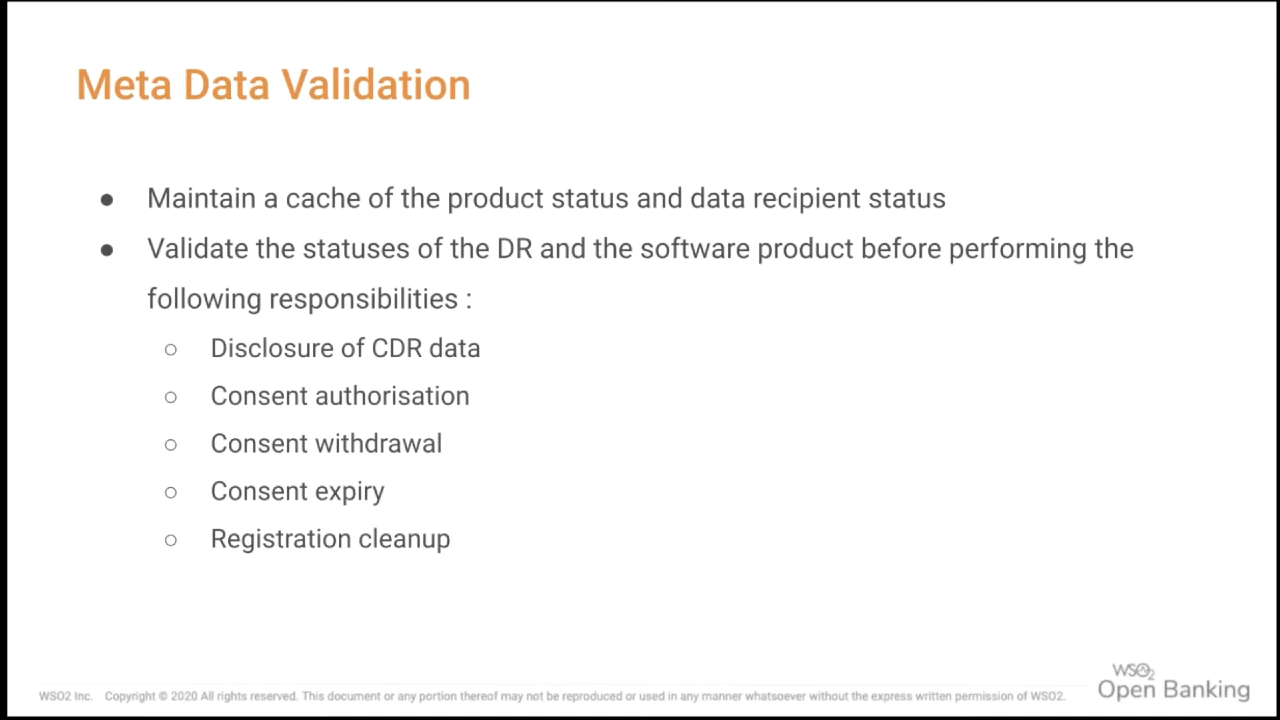 Meta Data Validation
● Maintain a cache of the product status and data recipient status
● Validate the statuses of the DR and the software product before performing the
following responsibilities :
○ Disclosure of CDR data
○ Consent authorisation
○ Consent withdrawal
○ Consent expiry
○ Registration cleanup
WSO2 Inc. Copyright © 2020 All rights reserved. This document or any portion thereof may not be reproduced or used in any manner whatsoever without the express written permission of WSO2.
WSO2
Open Banking